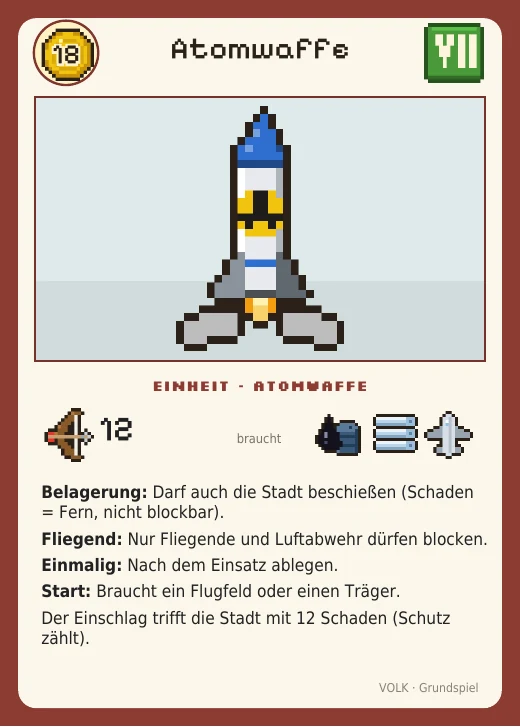 18
Atomwaffe
VII
EINHEIT · ATOMWAFFE
12
braucht
Belagerung: Darf auch die Stadt beschießen (Schaden
= Fern, nicht blockbar).
Fliegend: Nur Fliegende und Luftabwehr dürfen blocken.
Einmalig: Nach dem Einsatz ablegen.
Start: Braucht ein Flugfeld oder einen Träger.
Der Einschlag trifft die Stadt mit 12 Schaden (Schutz
zählt).
VOLK · Grundspiel